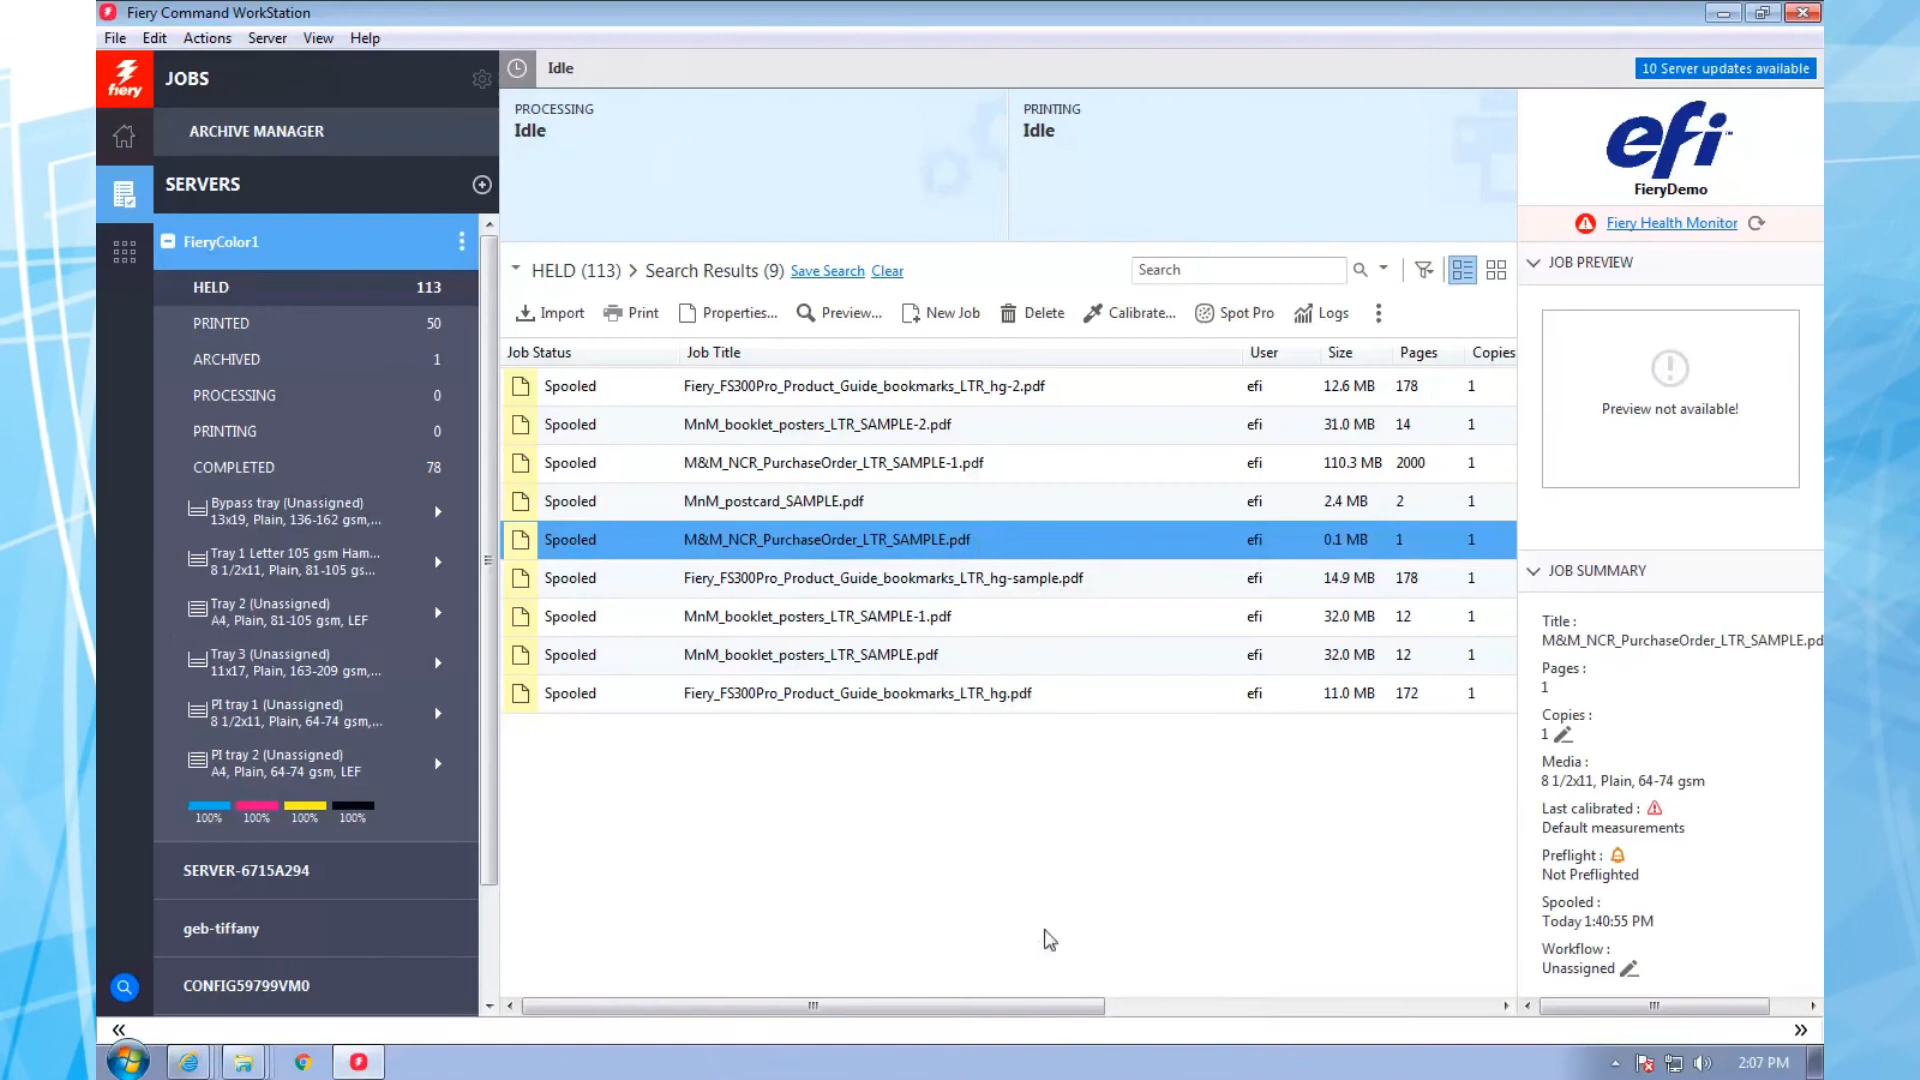 Fiery Command WorkStation
File Edit Actions Server View Help
fiery
JOBS
ARCHIVE MANAGER
SERVERS
FieryColor1
HELD 113
PRINTED 50
ARCHIVED 1
PROCESSING 0
PRINTING 0
COMPLETED 78
Bypass tray (Unassigned)
13x19, Plain, 136-162 gsm,...
Tray 1 Letter 105 gsm Ham...
8 1/2x11, Plain, 81-105 gs...
Tray 2 (Unassigned)
A4, Plain, 81-105 gsm, LEF
Tray 3 (Unassigned)
11x17, Plain, 163-209 gsm,...
PI tray 1 (Unassigned)
8 1/2x11, Plain, 64-74 gsm,...
PI tray 2 (Unassigned)
A4, Plain, 64-74 gsm, LEF
100% 100% 100% 100%
SERVER-6715A294
geb-tiffany
CONFIG59799VM0
Idle
10 Server updates available
PROCESSING
Idle
PRINTING
Idle
HELD (113) > Search Results (9) Save Search Clear
Search
Import Print Properties... Preview... New Job Delete Calibrate... Spot Pro Logs
Job Status Job Title User Size Pages Copies
Spooled Fiery_FS300Pro_Product_Guide_bookmarks_LTR_hg-2.pdf efi 12.6 MB 178 1
Spooled MnM_booklet_posters_LTR_SAMPLE-2.pdf efi 31.0 MB 14 1
Spooled M&M_NCR_PurchaseOrder_LTR_SAMPLE-1.pdf efi 110.3 MB 2000 1
Spooled MnM_postcard_SAMPLE.pdf efi 2.4 MB 2 1
Spooled M&M_NCR_PurchaseOrder_LTR_SAMPLE.pdf efi 0.1 MB 1 1
Spooled Fiery_FS300Pro_Product_Guide_bookmarks_LTR_hg-sample.pdf efi 14.9 MB 178 1
Spooled MnM_booklet_posters_LTR_SAMPLE-1.pdf efi 32.0 MB 12 1
Spooled MnM_booklet_posters_LTR_SAMPLE.pdf efi 32.0 MB 12 1
Spooled Fiery_FS300Pro_Product_Guide_bookmarks_LTR_hg.pdf efi 11.0 MB 172 1
efi
FieryDemo
Fiery Health Monitor
JOB PREVIEW
Preview not available!
JOB SUMMARY
Title :
M&M_NCR_PurchaseOrder_LTR_SAMPLE.pd
Pages :
1
Copies :
1
Media :
8 1/2x11, Plain, 64-74 gsm
Last calibrated :
Default measurements
Preflight :
Not Preflighted
Spooled :
Today 1:40:55 PM
Workflow :
Unassigned
2:07 PM